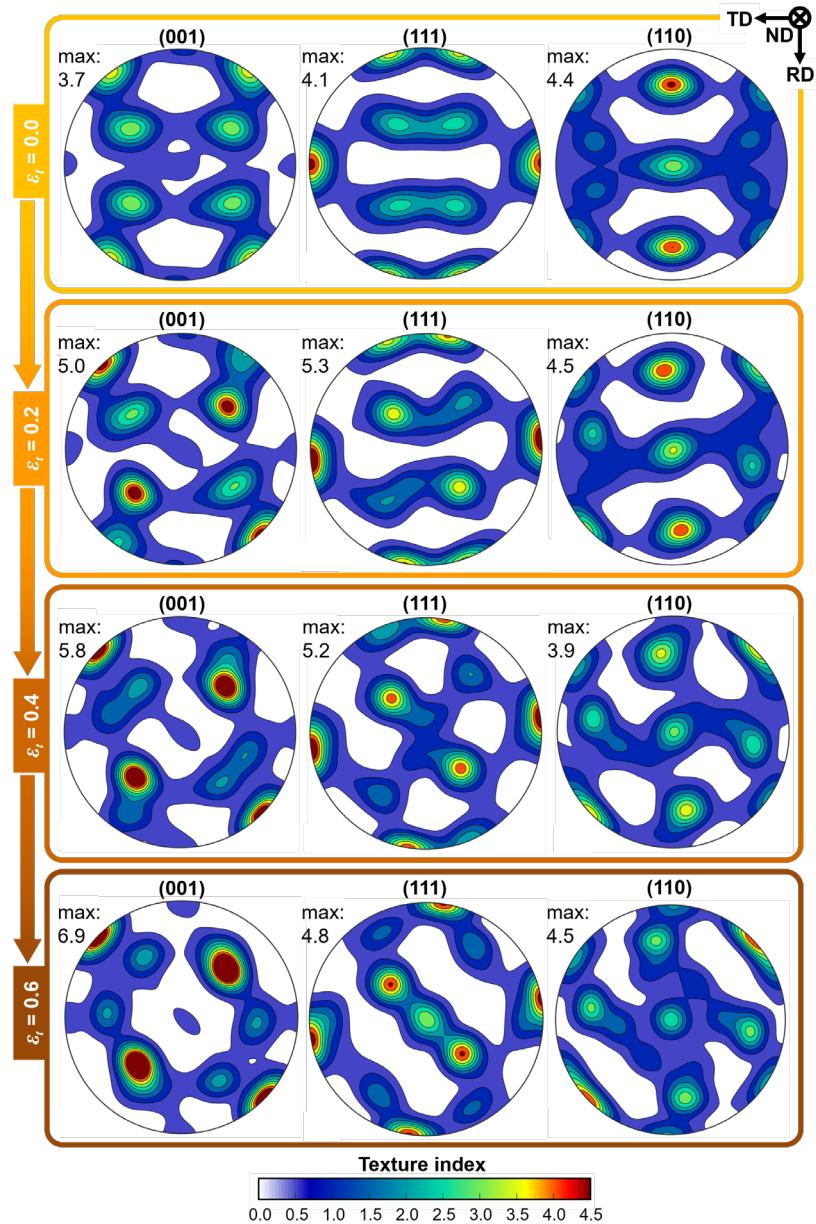 TD
ND
RD
(001) (111) (110)
max: 3.7
max: 4.1
max: 4.4
εt = 0.0
(001) (111) (110)
max: 5.0
max: 5.3
max: 4.5
εt = 0.2
(001) (111) (110)
max: 5.8
max: 5.2
max: 3.9
εt = 0.4
(001) (111) (110)
max: 6.9
max: 4.8
max: 4.5
εt = 0.6
Texture index
0.0 0.5 1.0 1.5 2.0 2.5 3.0 3.5 4.0 4.5